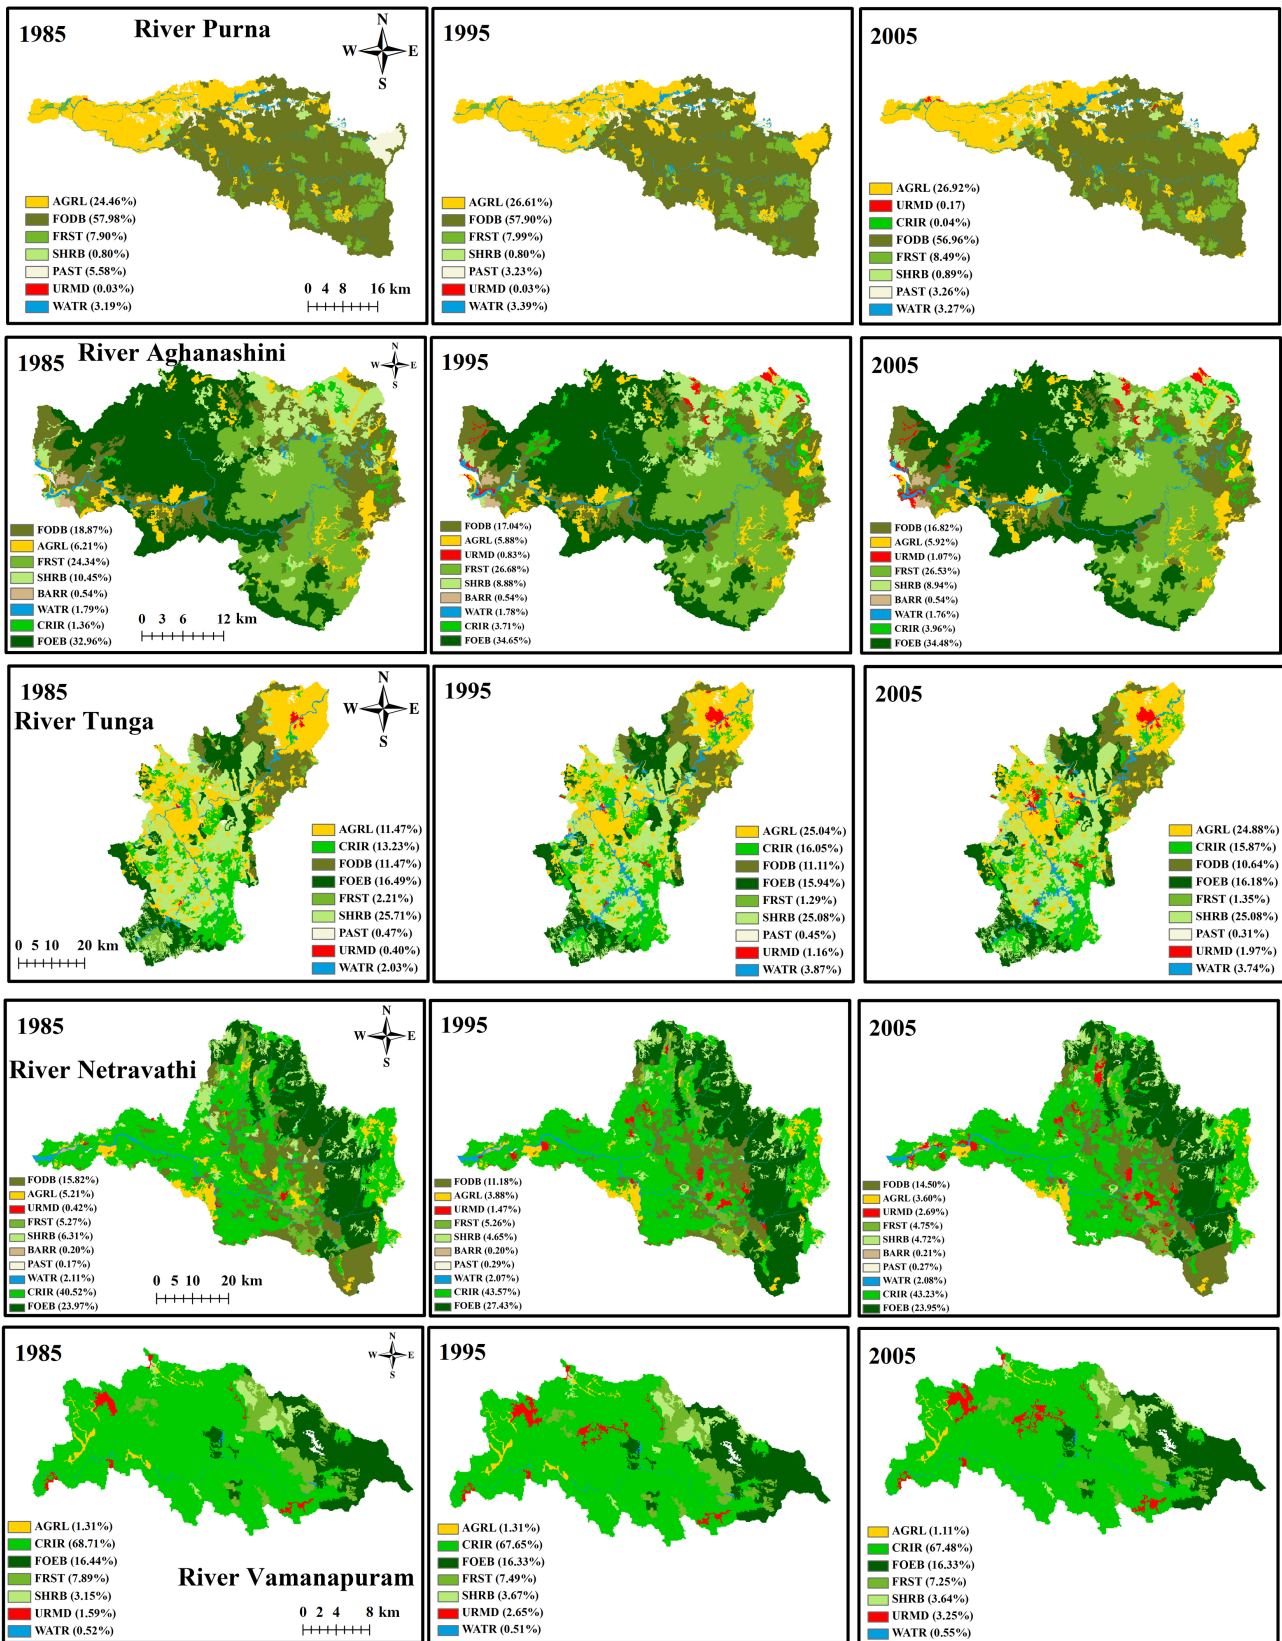 1985
River Purna
N
W
E
S
AGRL (24.46%)
FODB (57.98%)
FRST (7.90%)
SHRB (0.80%)
PAST (5.58%)
URMD (0.03%)
WATR (3.19%)
0 4 8 16 km
1995
AGRL (26.61%)
FODB (57.90%)
FRST (7.99%)
SHRB (0.80%)
PAST (3.23%)
URMD (0.03%)
WATR (3.39%)
2005
AGRL (26.92%)
URMD (0.17)
CRIR (0.04%)
FODB (56.96%)
FRST (8.49%)
SHRB (0.89%)
PAST (3.26%)
WATR (3.27%)
1985
River Aghanashini
N
W
E
S
FODB (18.87%)
AGRL (6.21%)
FRST (24.34%)
SHRB (10.45%)
BARR (0.54%)
WATR (1.79%)
CRIR (1.36%)
FOEB (32.96%)
0 3 6 12 km
1995
FODB (17.04%)
AGRL (5.88%)
URMD (0.83%)
FRST (26.68%)
SHRB (8.88%)
BARR (0.54%)
WATR (1.78%)
CRIR (3.71%)
FOEB (34.65%)
2005
FODB (16.82%)
AGRL (5.92%)
URMD (1.07%)
FRST (26.53%)
SHRB (8.94%)
BARR (0.54%)
WATR (1.76%)
CRIR (3.96%)
FOEB (34.48%)
1985
River Tunga
N
W
E
S
AGRL (11.47%)
CRIR (13.23%)
FODB (11.47%)
FOEB (16.49%)
FRST (2.21%)
SHRB (25.71%)
PAST (0.47%)
URMD (0.40%)
WATR (2.03%)
0 5 10 20 km
1995
AGRL (25.04%)
CRIR (16.05%)
FODB (11.11%)
FOEB (15.94%)
FRST (1.29%)
SHRB (25.08%)
PAST (0.45%)
URMD (1.16%)
WATR (3.87%)
2005
AGRL (24.88%)
CRIR (15.87%)
FODB (10.64%)
FOEB (16.18%)
FRST (1.35%)
SHRB (25.08%)
PAST (0.31%)
URMD (1.97%)
WATR (3.74%)
1985
River Netravathi
N
W
E
S
FODB (15.82%)
AGRL (5.21%)
URMD (0.42%)
FRST (5.27%)
SHRB (6.31%)
BARR (0.20%)
PAST (0.17%)
WATR (2.11%)
CRIR (40.52%)
FOEB (23.97%)
0 5 10 20 km
1995
FODB (11.18%)
AGRL (3.88%)
URMD (1.47%)
FRST (5.26%)
SHRB (4.65%)
BARR (0.20%)
PAST (0.29%)
WATR (2.07%)
CRIR (43.57%)
FOEB (27.43%)
2005
FODB (14.50%)
AGRL (3.60%)
URMD (2.69%)
FRST (4.75%)
SHRB (4.72%)
BARR (0.21%)
PAST (0.27%)
WATR (2.08%)
CRIR (43.23%)
FOEB (23.95%)
1985
N
W
E
S
AGRL (1.31%)
CRIR (68.71%)
FOEB (16.44%)
FRST (7.89%)
SHRB (3.15%)
URMD (1.59%)
WATR (0.52%)
River Vamanapuram
0 2 4 8 km
1995
AGRL (1.31%)
CRIR (67.65%)
FOEB (16.33%)
FRST (7.49%)
SHRB (3.67%)
URMD (2.65%)
WATR (0.51%)
2005
AGRL (1.11%)
CRIR (67.48%)
FOEB (16.33%)
FRST (7.25%)
SHRB (3.64%)
URMD (3.25%)
WATR (0.55%)